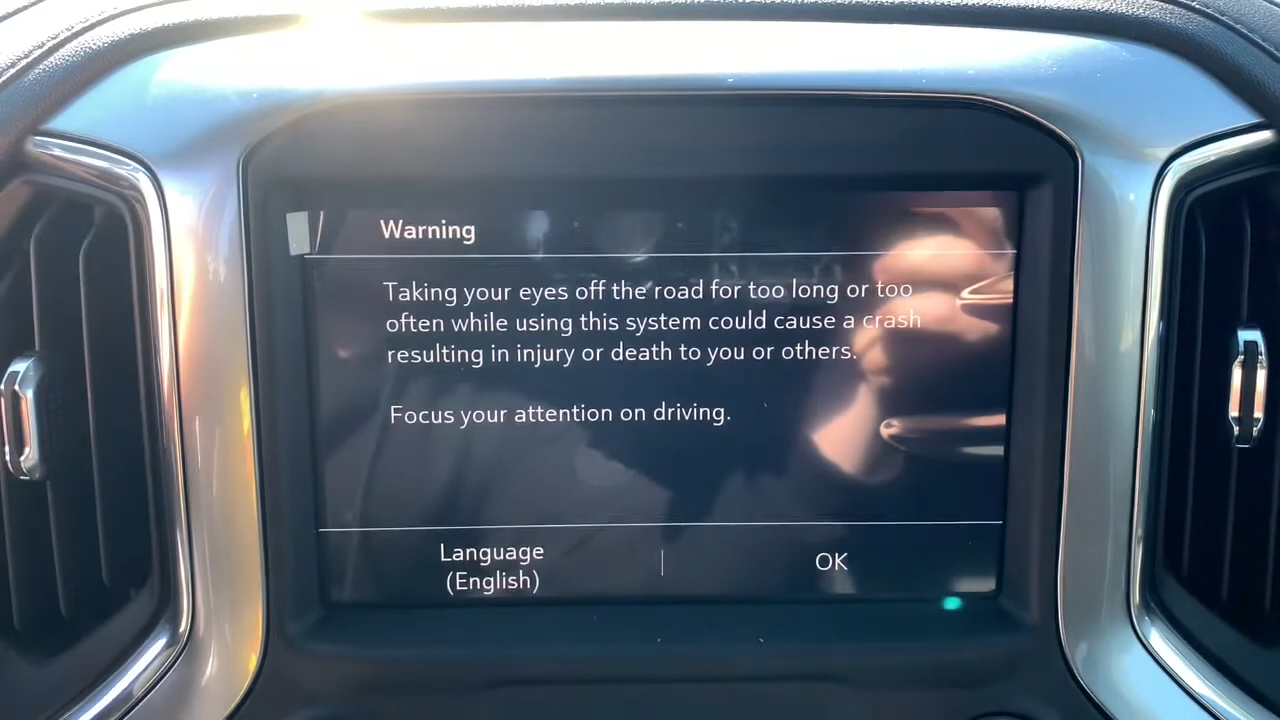 Warning
Taking your eyes off the road for too long or too
often while using this system could cause a crash
resulting in injury or death to you or others.
Focus your attention on driving.
Language
(English)
OK